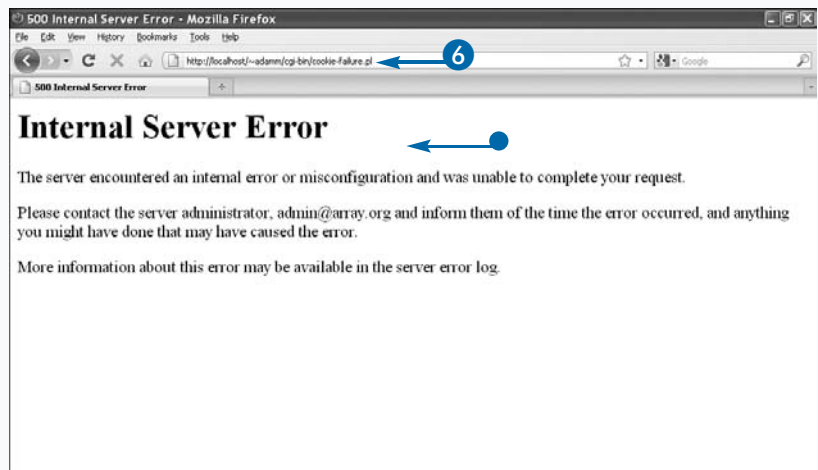 500 Internal Server Error - Mozilla Firefox
File Edit View History Bookmarks Tools Help
http://localhost/~adamm/cgi-bin/cookie-failure.pl
6
Google
500 Internal Server Error
Internal Server Error
The server encountered an internal error or misconfiguration and was unable to complete your request.
Please contact the server administrator, admin@array.org and inform them of the time the error occurred, and anything
you might have done that may have caused the error.
More information about this error may be available in the server error log.